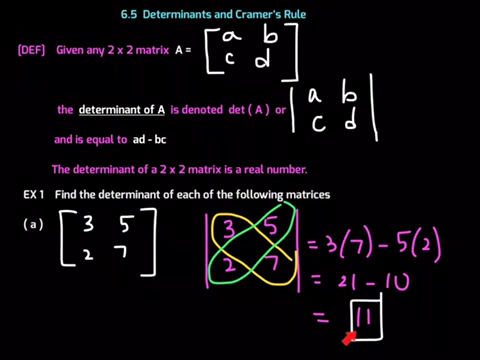 6.5 Determinants and Cramer's Rule
[DEF] Given any 2 x 2 matrix A = [a b
c d]
the determinant of A is denoted det ( A ) or |a b
c d|
and is equal to ad - bc
The determinant of a 2 x 2 matrix is a real number.
EX 1 Find the determinant of each of the following matrices
( a ) [3 5
2 7]
|3 5
2 7|
= 3(7) - 5(2)
= 21 - 10
= 11